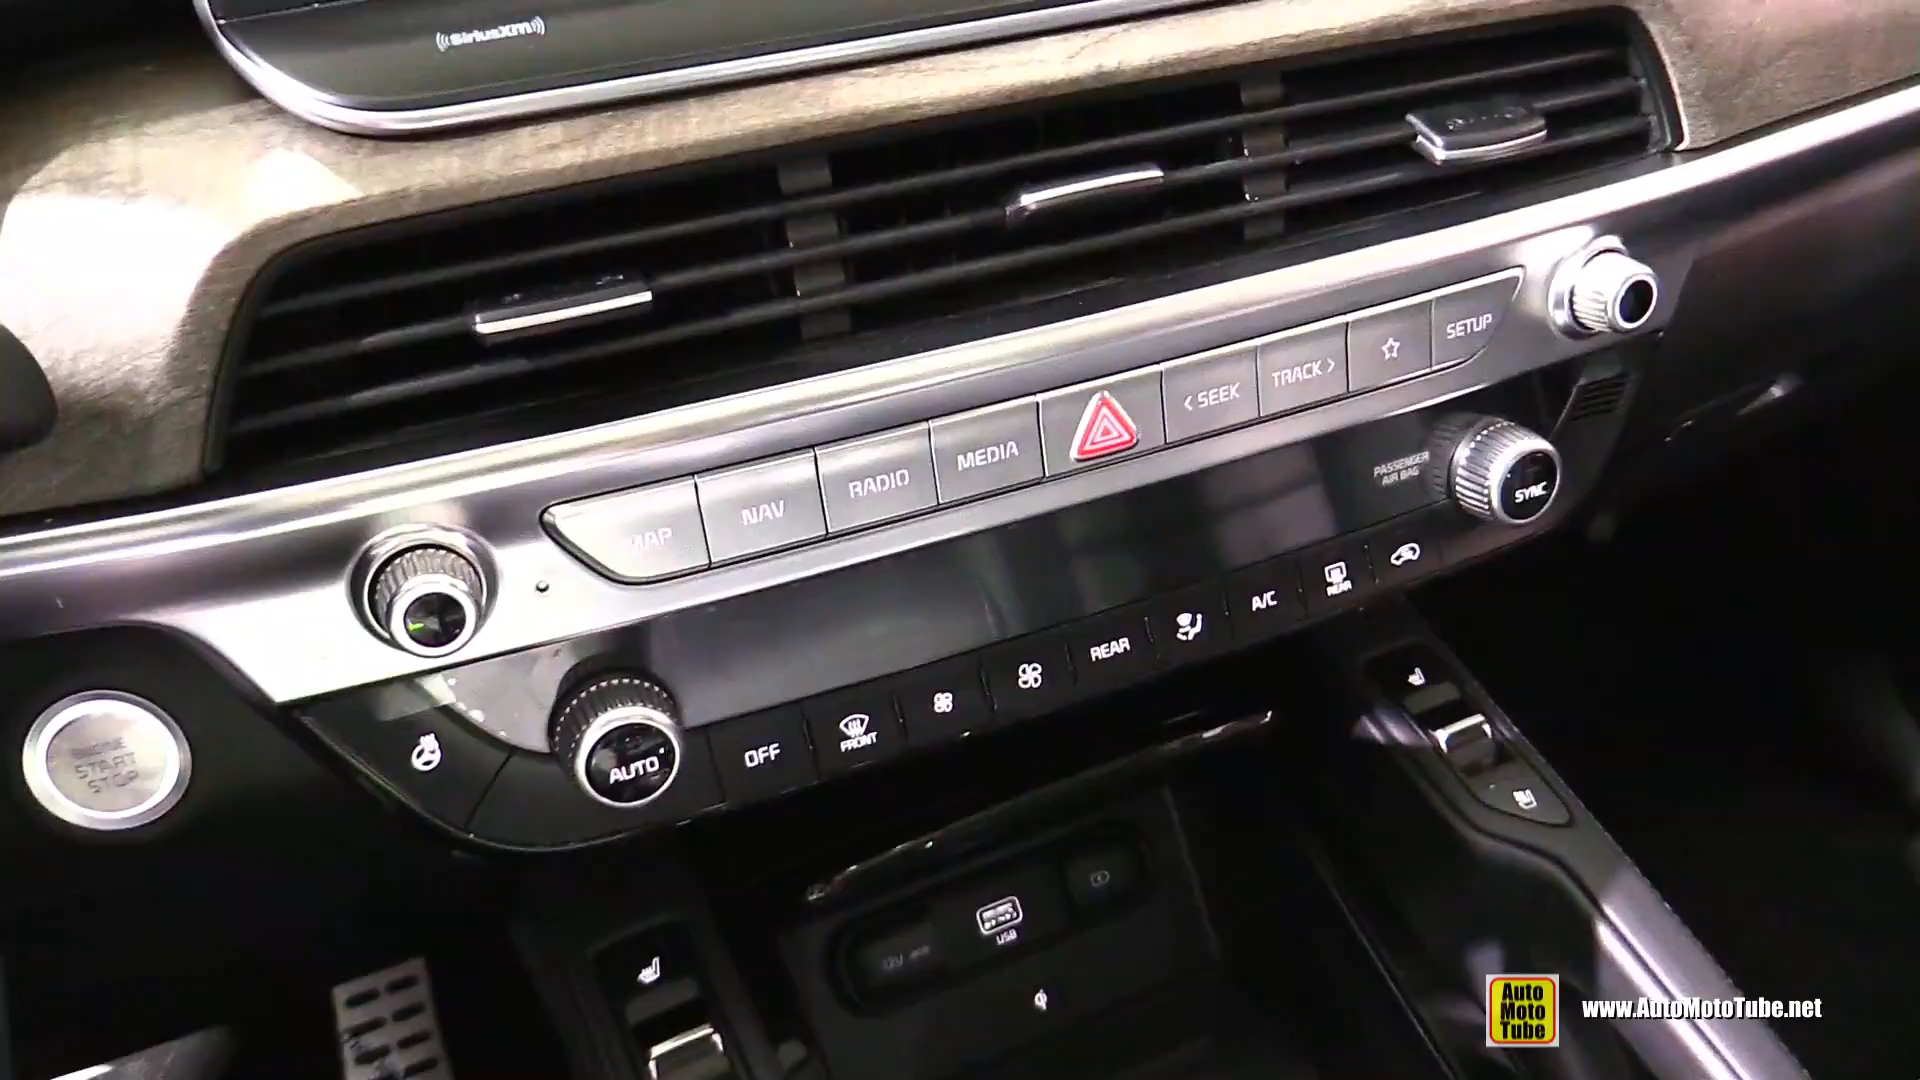 SiriusXM
MAP NAV RADIO MEDIA < SEEK TRACK > SETUP
PASSENGER
AIR BAG
SYNC
ENGINE
START
STOP
AUTO OFF FRONT REAR A/C REAR
USB
Auto
Moto
Tube
www.AutoMotoTube.net